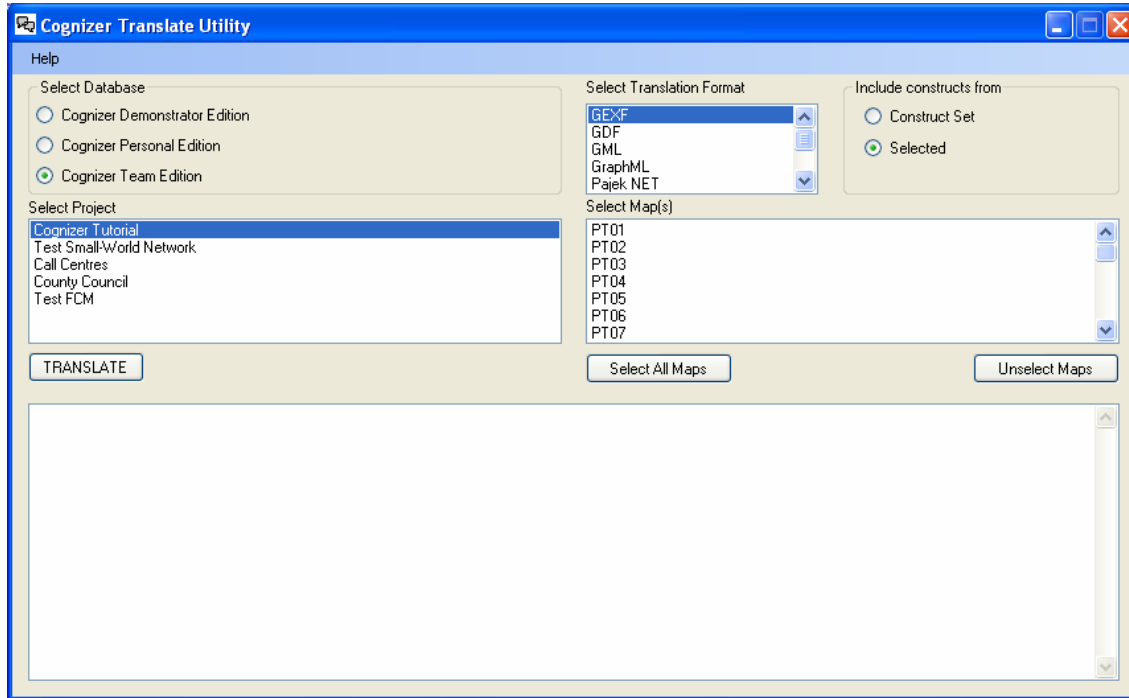 Cognizer Translate Utility
Help
Select Database
Cognizer Demonstrator Edition
Cognizer Personal Edition
Cognizer Team Edition
Select Translation Format
GEXF
GDF
GML
GraphML
Pajek NET
Include constructs from
Construct Set
Selected
Select Project
Cognizer Tutorial
Test Small-World Network
Call Centres
County Council
Test FCM
Select Map(s)
PT01
PT02
PT03
PT04
PT05
PT06
PT07
TRANSLATE
Select All Maps
Unselect Maps